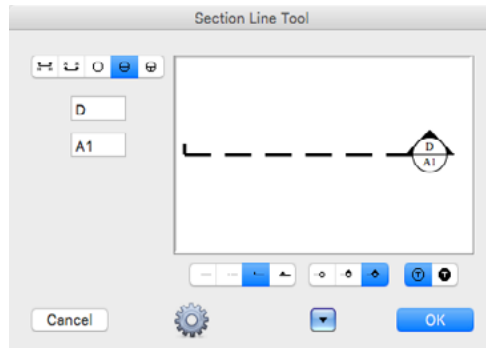 Section Line Tool
D
A1
D
A1
T T
Cancel
OK